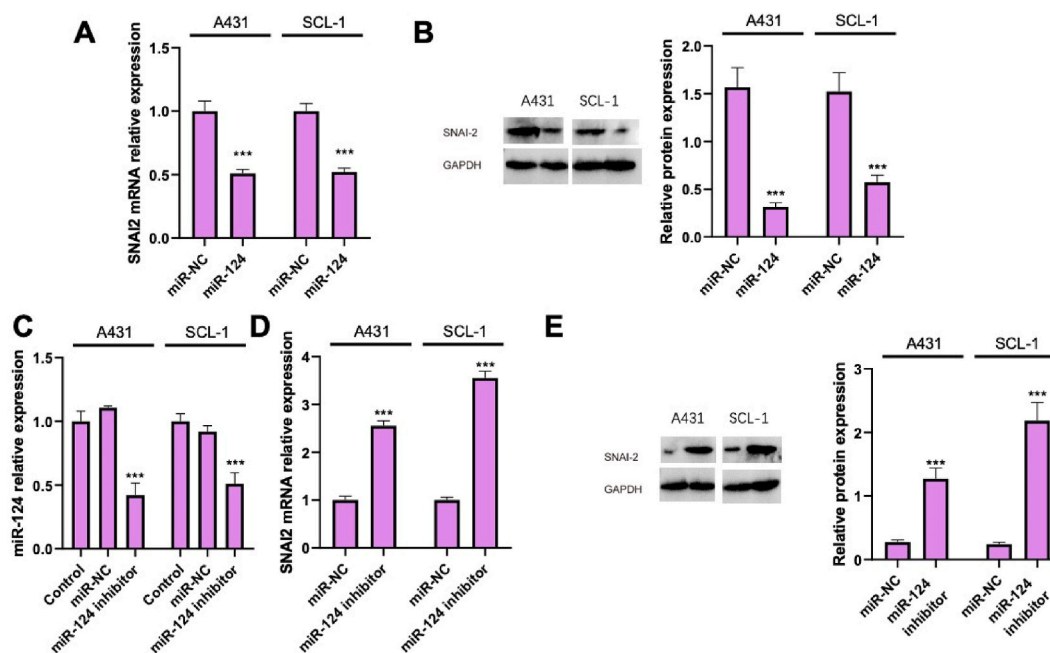 A
A431
SCL-1
SNAI2 mRNA relative expression
1.5
1.0
0.5
0.0
***
***
miR-NC
miR-124
miR-NC
miR-124
B
A431
SCL-1
SNAI-2
GAPDH
A431
SCL-1
Relative protein expression
2.0
1.5
1.0
0.5
0.0
***
***
miR-NC
miR-124
miR-NC
miR-124
C
A431
SCL-1
miR-124 relative expression
1.5
1.0
0.5
0.0
***
***
Control
miR-NC
miR-124 inhibitor
Control
miR-NC
miR-124 inhibitor
D
A431
SCL-1
SNAI2 mRNA relative expression
4
3
2
1
0
***
***
miR-NC
miR-124 inhibitor
miR-NC
miR-124 inhibitor
E
A431
SCL-1
SNAI-2
GAPDH
A431
SCL-1
Relative protein expression
3
2
1
0
***
***
miR-NC
miR-124
inhibitor
miR-NC
miR-124
inhibitor